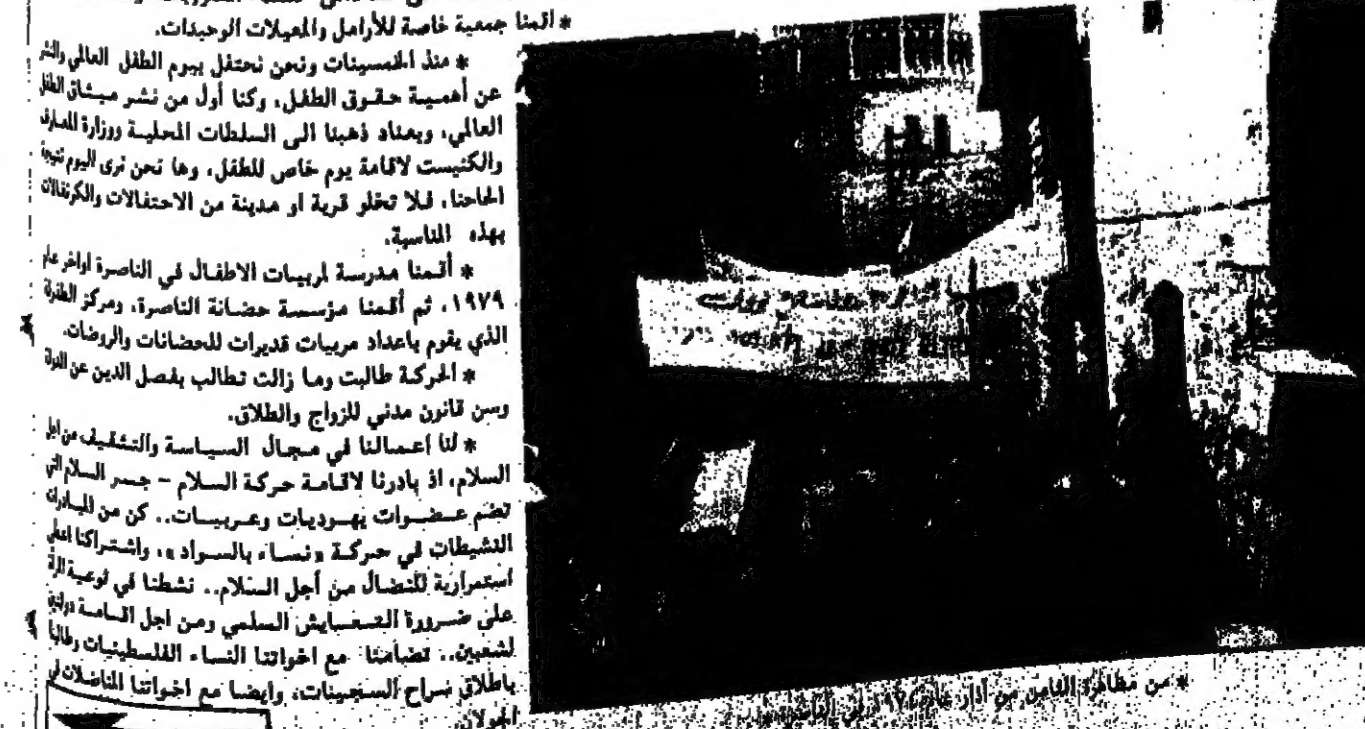 * أقمنا جمعية خاصة للأرامل والمعيلات الوحيدات.
* منذ الخمسينات ونحن نحتفل بيوم الطفل العالمي والنشر
عن أهمية حقوق الطفل، وكنا أول من نشر ميثاق الطفل
العالمي، وبعناد ذهبنا الى السلطات المحلية ووزارة المعارف
والكنيست لاقامة يوم خاص للطفل، وها نحن نرى اليوم نتيجة
الحاحنا، فلا تخلو قرية او مدينة من الاحتفالات والكرنفالات
بهذه المناسبة.
* أقمنا مدرسة لمربيات الاطفال في الناصرة اواخر عام
١٩٧٩، ثم أقمنا مؤسسة حضانة الناصرة، ومركز الطفولة
الذي يقوم باعداد مربيات قديرات للحضانات والروضات.
* الحركة طالبت وما زالت تطالب بفصل الدين عن الدولة
وسن قانون مدني للزواج والطلاق.
* لنا اعمالنا في مجال السياسة والتثقيف من اجل
السلام، اذ بادرنا لاقامة حركة السلام - جسر السلام التي
تضم عضوات يهوديات وعربيات.. كن من المبادرات
النشيطات في حركة «نساء بالسواد»، واشتراكنا اعطى
استمرارية للنضال من أجل السلام.. نشطنا في توعية المرأة
على ضرورة التعايش السلمي ومن اجل اقامة دولتين
لشعبين.. تضامنا مع اخواتنا النساء الفلسطينيات وطالبنا
باطلاق سراح السجينات، وايضا مع اخواتنا المناضلات في
الجولان
* من مظاهرة الثامن من آذار عام في الناصرة